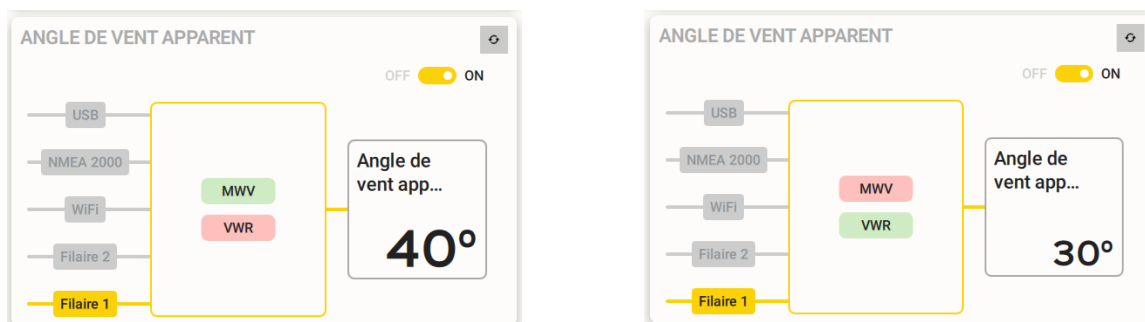 ANGLE DE VENT APPARENT
OFF ON
USB
NMEA 2000
WiFi
Filaire 2
Filaire 1
MWV
VWR
Angle de
vent app...
40°
ANGLE DE VENT APPARENT
OFF ON
USB
NMEA 2000
WiFi
Filaire 2
Filaire 1
MWV
VWR
Angle de
vent app...
30°